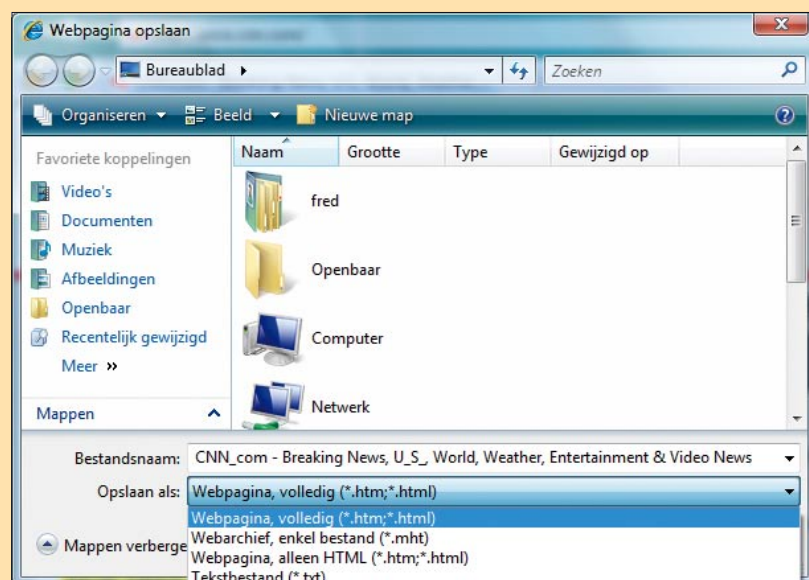 Webpagina opslaan
Bureaublad
Zoeken
Organiseren Beeld Nieuwe map
Favoriete koppelingen
Video's
Documenten
Muziek
Afbeeldingen
Openbaar
Recentelijk gewijzigd
Meer »
Mappen
Naam Grootte Type Gewijzigd op
fred
Openbaar
Computer
Netwerk
Bestandsnaam: CNN_com - Breaking News, U_S_, World, Weather, Entertainment & Video News
Opslaan als: Webpagina, volledig (*.htm;*.html)
Webpagina, volledig (*.htm;*.html)
Webarchief, enkel bestand (*.mht)
Webpagina, alleen HTML (*.htm;*.html)
Tekstbestand (*.txt)
Mappen verberge